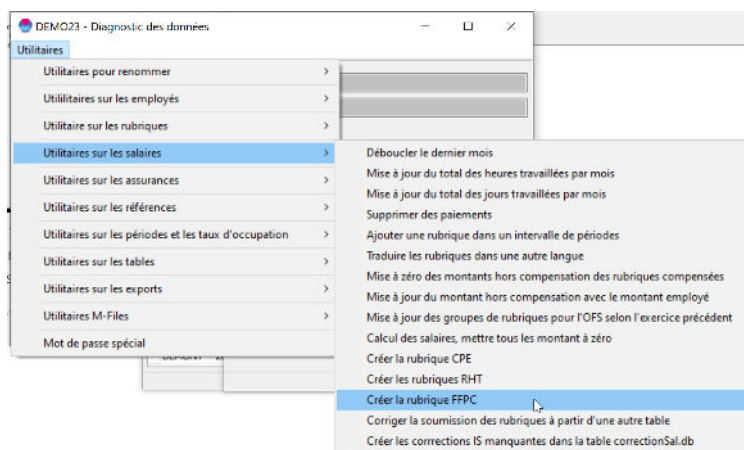 DEMO23 - Diagnostic des données
Utilitaires
Utilitaires pour renommer
Utililitaires sur les employés
Utilitaire sur les rubriques
Utilitaires sur les salaires
Utilitaires sur les assurances
Utilitaires sur les références
Utilitaires sur les périodes et les taux d'occupation
Utilitaires sur les tables
Utilitaires sur les exports
Utilitaires M-Files
Mot de passe spécial
Déboucler le dernier mois
Mise à jour du total des heures travaillées par mois
Mise à jour du total des jours travaillées par mois
Supprimer des paiements
Ajouter une rubrique dans un intervalle de périodes
Traduire les rubriques dans une autre langue
Mise à zéro des montants hors compensation des rubriques compensées
Mise à jour du montant hors compensation avec le montant employé
Mise à jour des groupes de rubriques pour l'OFS selon l'exercice précédent
Calcul des salaires, mettre tous les montant à zéro
Créer la rubrique CPE
Créer les rubriques RHT
Créer la rubrique FFPC
Corriger la soumission des rubriques à partir d'une autre table
Créer les corrrections IS manquantes dans la table correctionSal.db